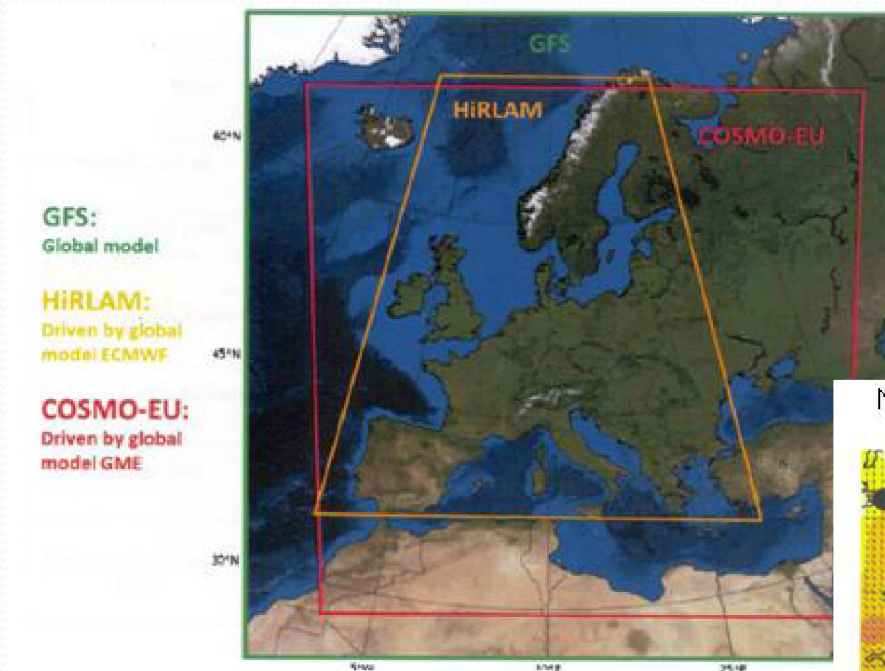 GFS
HiRLAM
COSMO-EU
60°N
GFS:
Global model
HiRLAM:
Driven by global
model ECMWF
45°N
COSMO-EU:
Driven by global
model GME
30°N